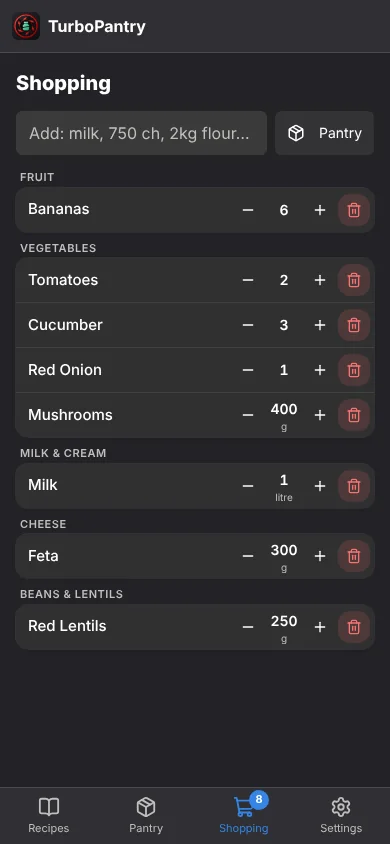 TurboPantry
Shopping
Add: milk, 750 ch, 2kg flour... Pantry
FRUIT
Bananas − 6 +
VEGETABLES
Tomatoes − 2 +
Cucumber − 3 +
Red Onion − 1 +
Mushrooms − 400 g +
MILK & CREAM
Milk − 1 litre +
CHEESE
Feta − 300 g +
BEANS & LENTILS
Red Lentils − 250 g +
8
Recipes Pantry Shopping Settings